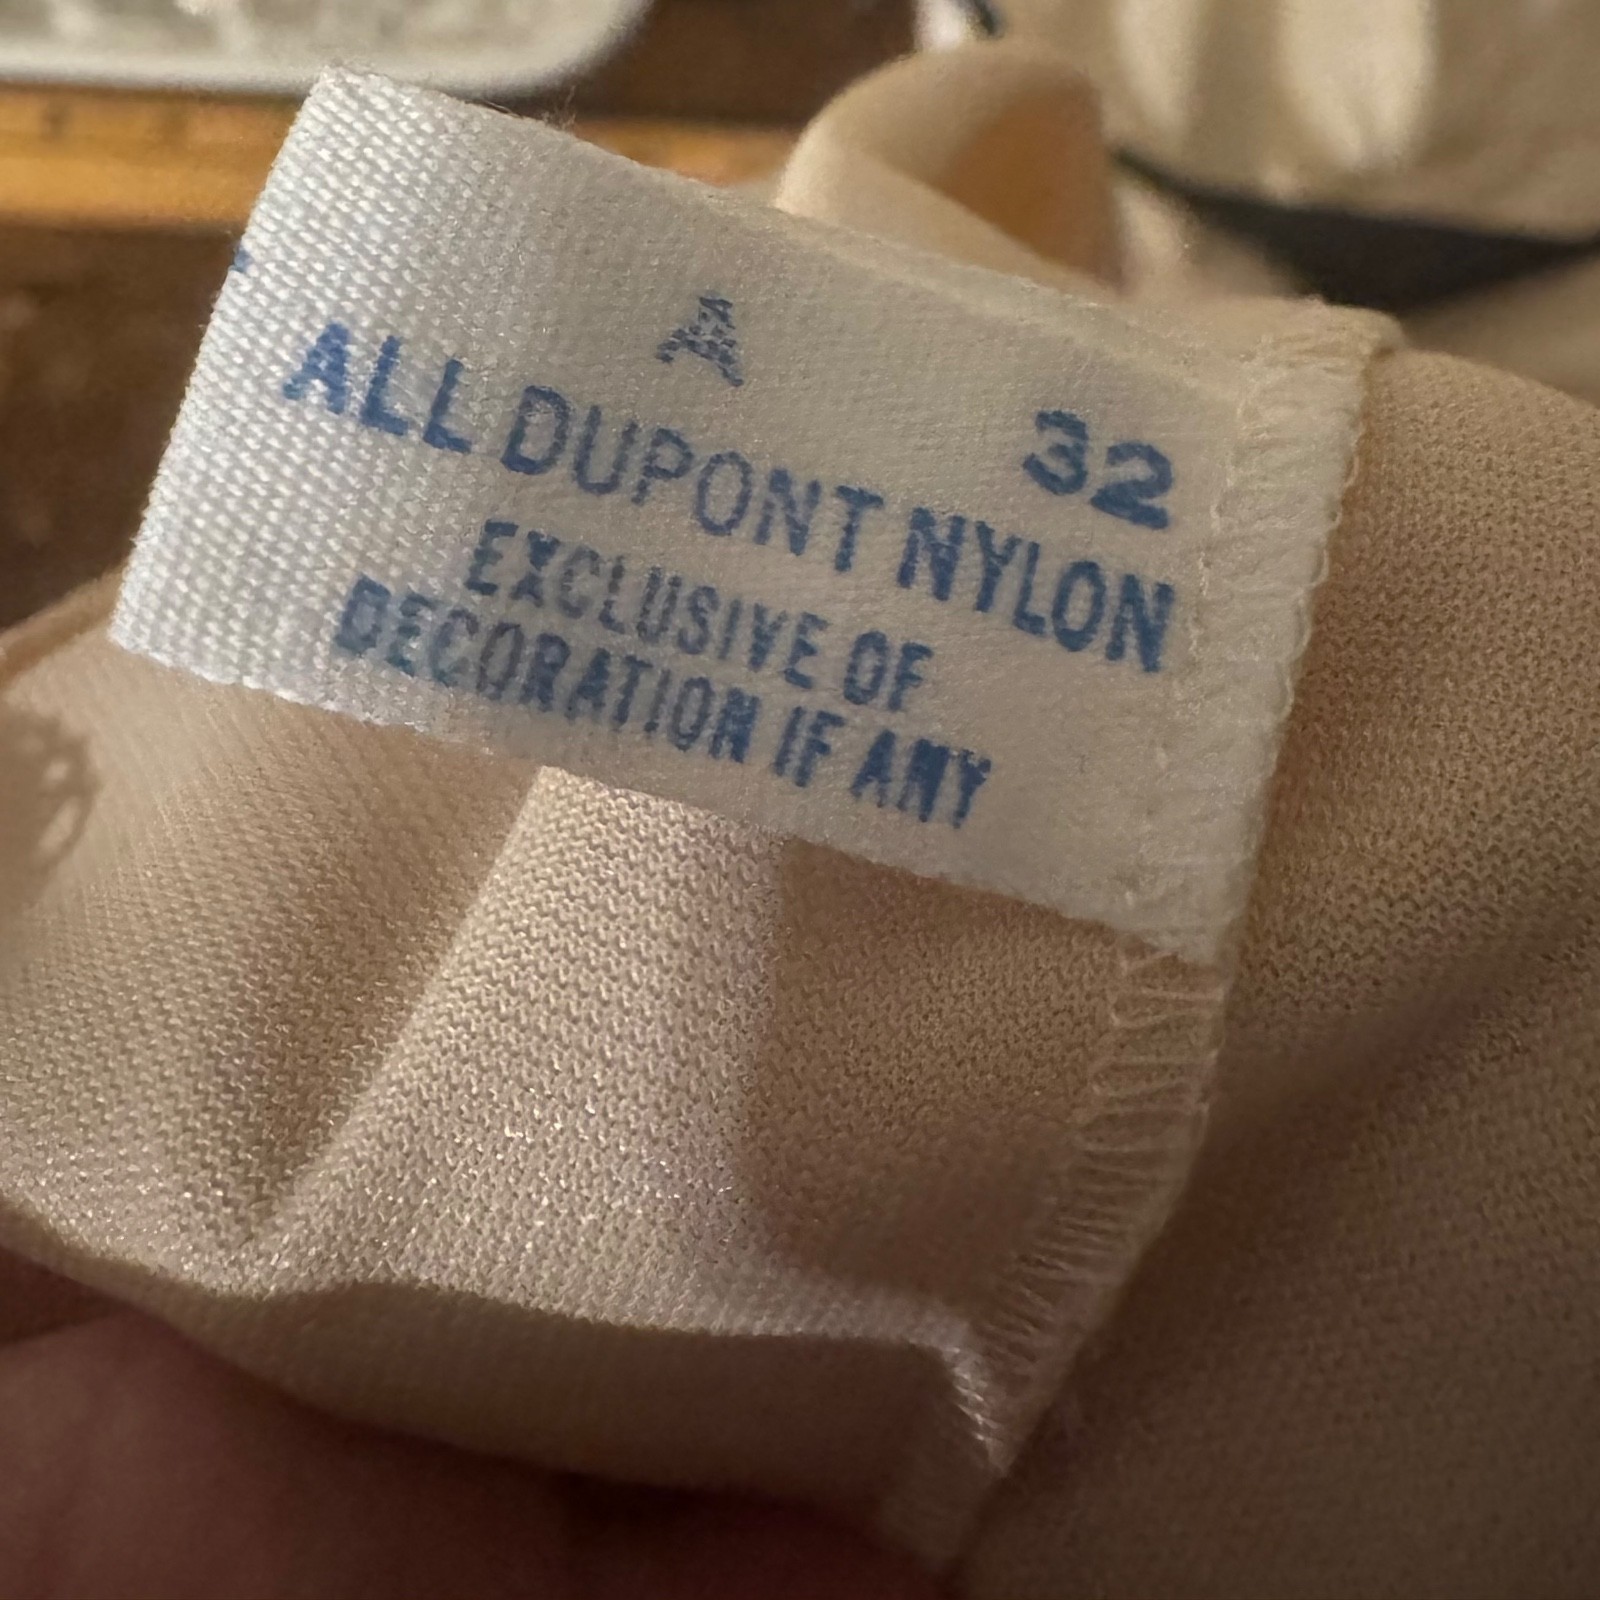 A
32
ALL DUPONT NYLON
EXCLUSIVE OF
DECORATION IF ANY